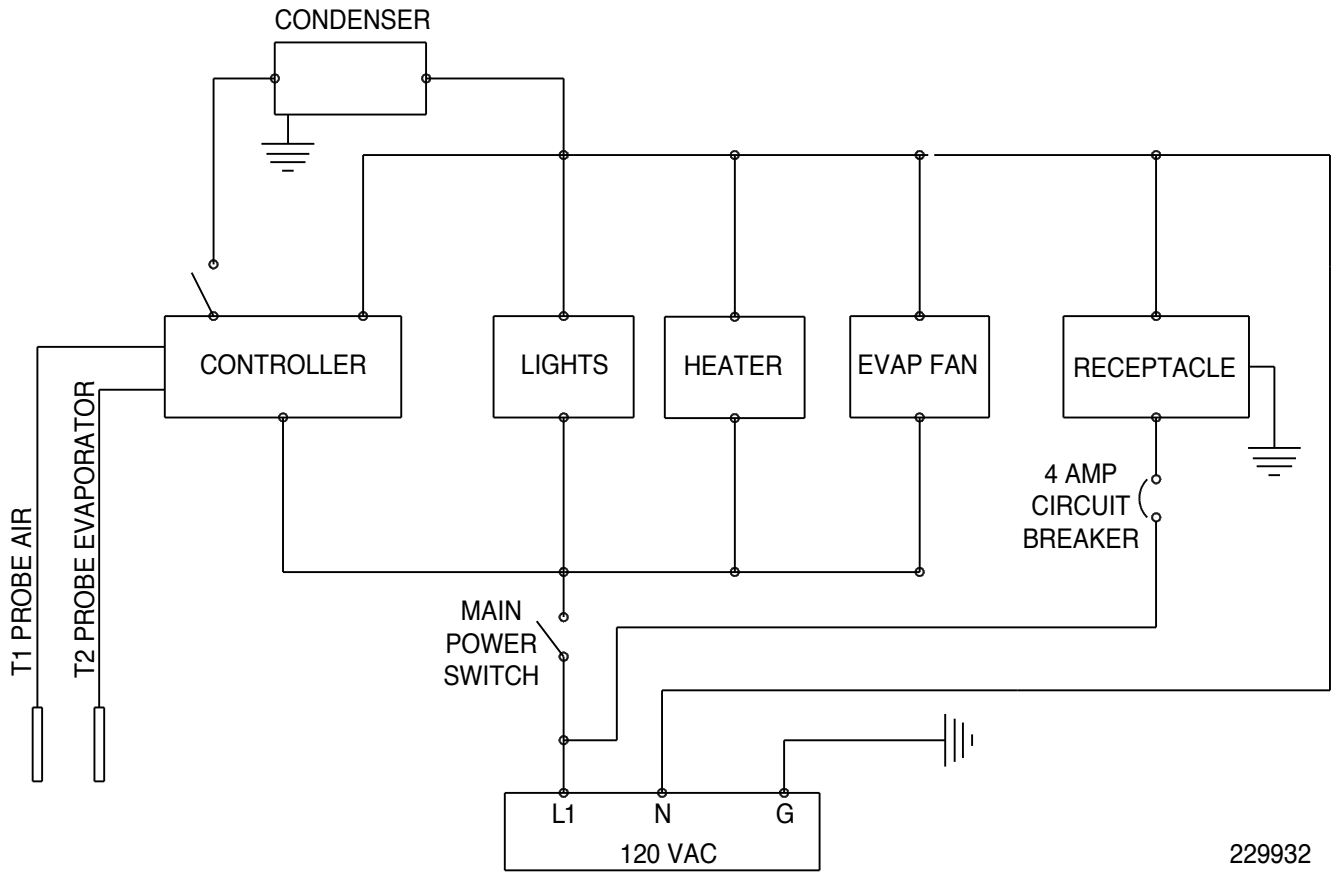 CONDENSER
CONTROLLER
LIGHTS
HEATER
EVAP FAN
RECEPTACLE
T1 PROBE AIR
T2 PROBE EVAPORATOR
4 AMP
CIRCUIT
BREAKER
MAIN
POWER
SWITCH
L1 N G
120 VAC
229932